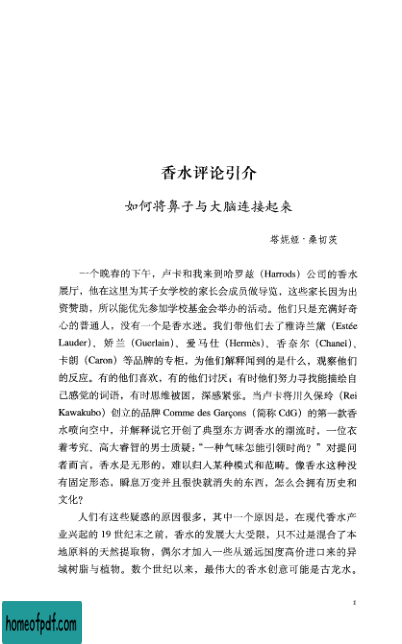 香水评论引介
如何将鼻子与大脑连接起来
塔妮娅·桑切茨
一个晚春的下午，卢卡和我来到哈罗兹（Harrods）公司的香水
展厅，他在这里为其子女学校的家长会成员做导览，这些家长因为出
资赞助，所以能优先参加学校基金会举办的活动。他们只是充满好奇
心的普通人，没有一个是香水迷。我们带他们去了雅诗兰黛（Estée
Lauder）、娇兰（Guerlain）、爱马仕（Hermès）、香奈尔（Chanel）、
卡朗（Caron）等品牌的专柜，为他们解释闻到的是什么，观察他们
的反应。有的他们喜欢，有的他们讨厌；有时他们努力寻找能描绘自
己感觉的词语，有时思维被困，深感紧张。当卢卡将川久保玲（Rei
Kawakubo）创立的品牌 Comme des Garçons（简称 CdG）的第一款香
水喷向空中，并解释说它开创了典型东方调香水的潮流时，一位衣
着考究、高大睿智的男士质疑：“一种气味怎能引领时尚？”对提问
者而言，香水是无形的，难以归入某种模式和范畴。像香水这种没
有固定形态，瞬息万变并且很快就消失的东西，怎么会拥有历史和
文化？
人们有这些疑惑的原因很多，其中一个原因是，在现代香水产
业兴起的 19 世纪末之前，香水的发展大大受限，只不过是混合了本
地原料的天然提取物，偶尔才加入一些从遥远国度高价进口来的异
域树脂与植物。数个世纪以来，最伟大的香水创意可能是古龙水。
1
homeofpdf.com